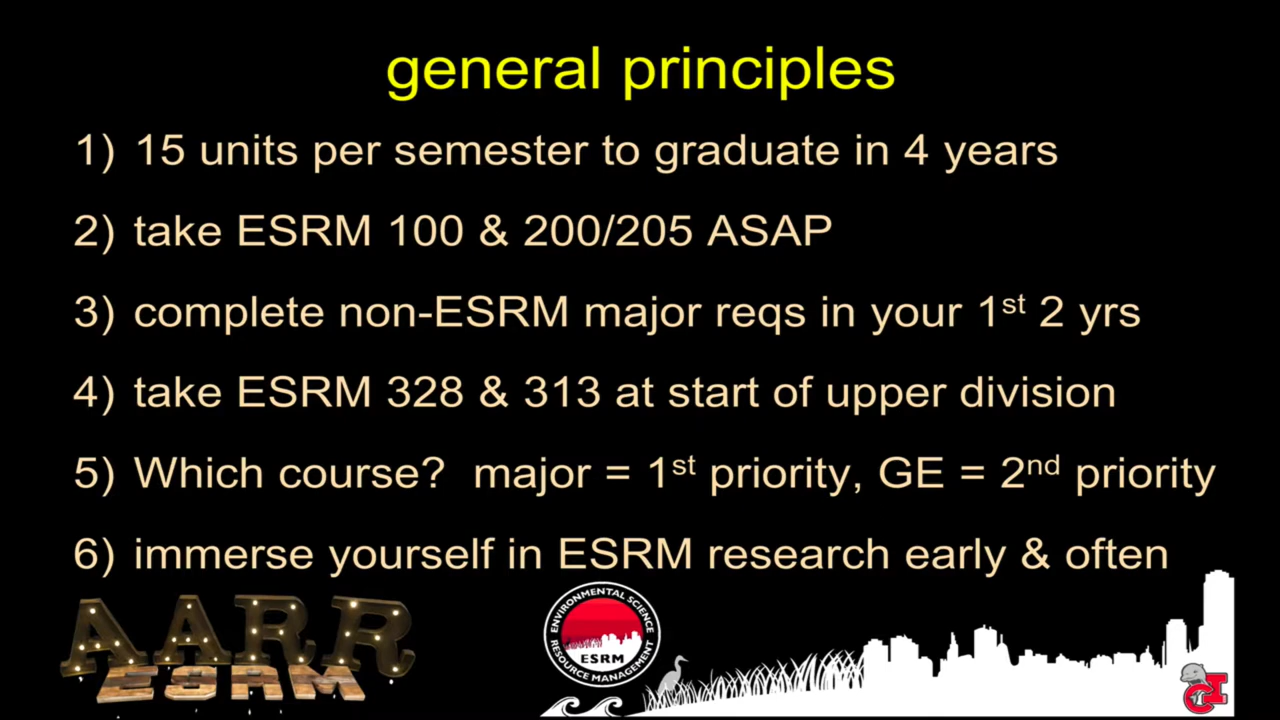 general principles
1) 15 units per semester to graduate in 4 years
2) take ESRM 100 & 200/205 ASAP
3) complete non-ESRM major reqs in your 1st 2 yrs
4) take ESRM 328 & 313 at start of upper division
5) Which course? major = 1st priority, GE = 2nd priority
6) immerse yourself in ESRM research early & often
AARR
ESRM
ENVIRONMENTAL SCIENCE
ESRM
RESOURCE MANAGEMENT
CI